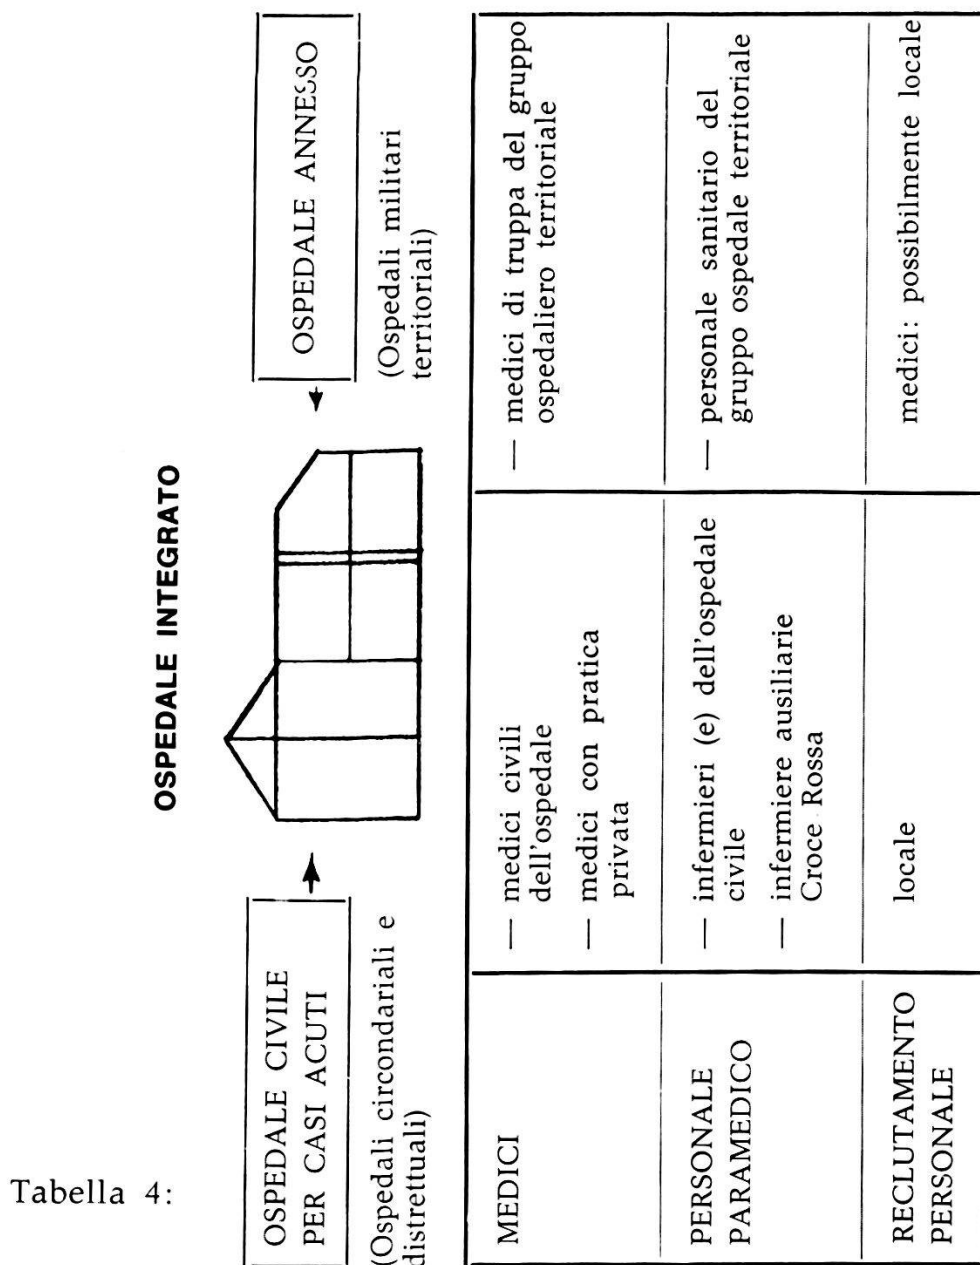 Tabella 4:
OSPEDALE INTEGRATO
OSPEDALE CIVILE
PER CASI ACUTI
(Ospedali circondariali e
distrettuali)
OSPEDALE ANNESSO
(Ospedali militari
territoriali)
MEDICI
— medici civili
dell'ospedale
— medici con pratica
privata
— medici di truppa del gruppo
ospedaliero territoriale
PERSONALE
PARAMEDICO
— infermieri (e) dell'ospedale
civile
— infermiere ausiliarie
Croce Rossa
— personale sanitario del
gruppo ospedale territoriale
RECLUTAMENTO
PERSONALE
locale
medici: possibilmente locale